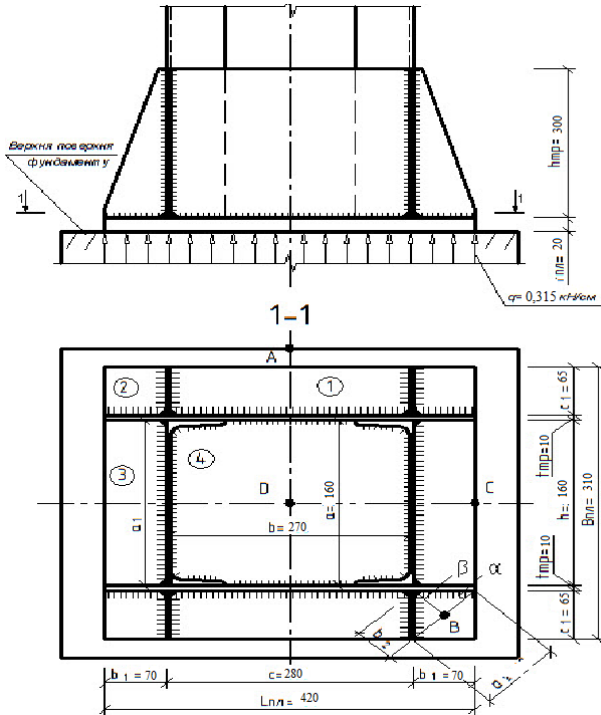 Верхня поверхня
фундаменту
1
1
hтр= 300
tпл= 20
q= 0,315 кН/см
1-1
A
2
1
3
4
D
C
B
a1
b= 270
a= 160
c1= 65
tтр=10
h= 160
Bпл= 310
tтр=10
c1= 65
β
α
b1= 70
c=280
b1= 70
Lпл= 420